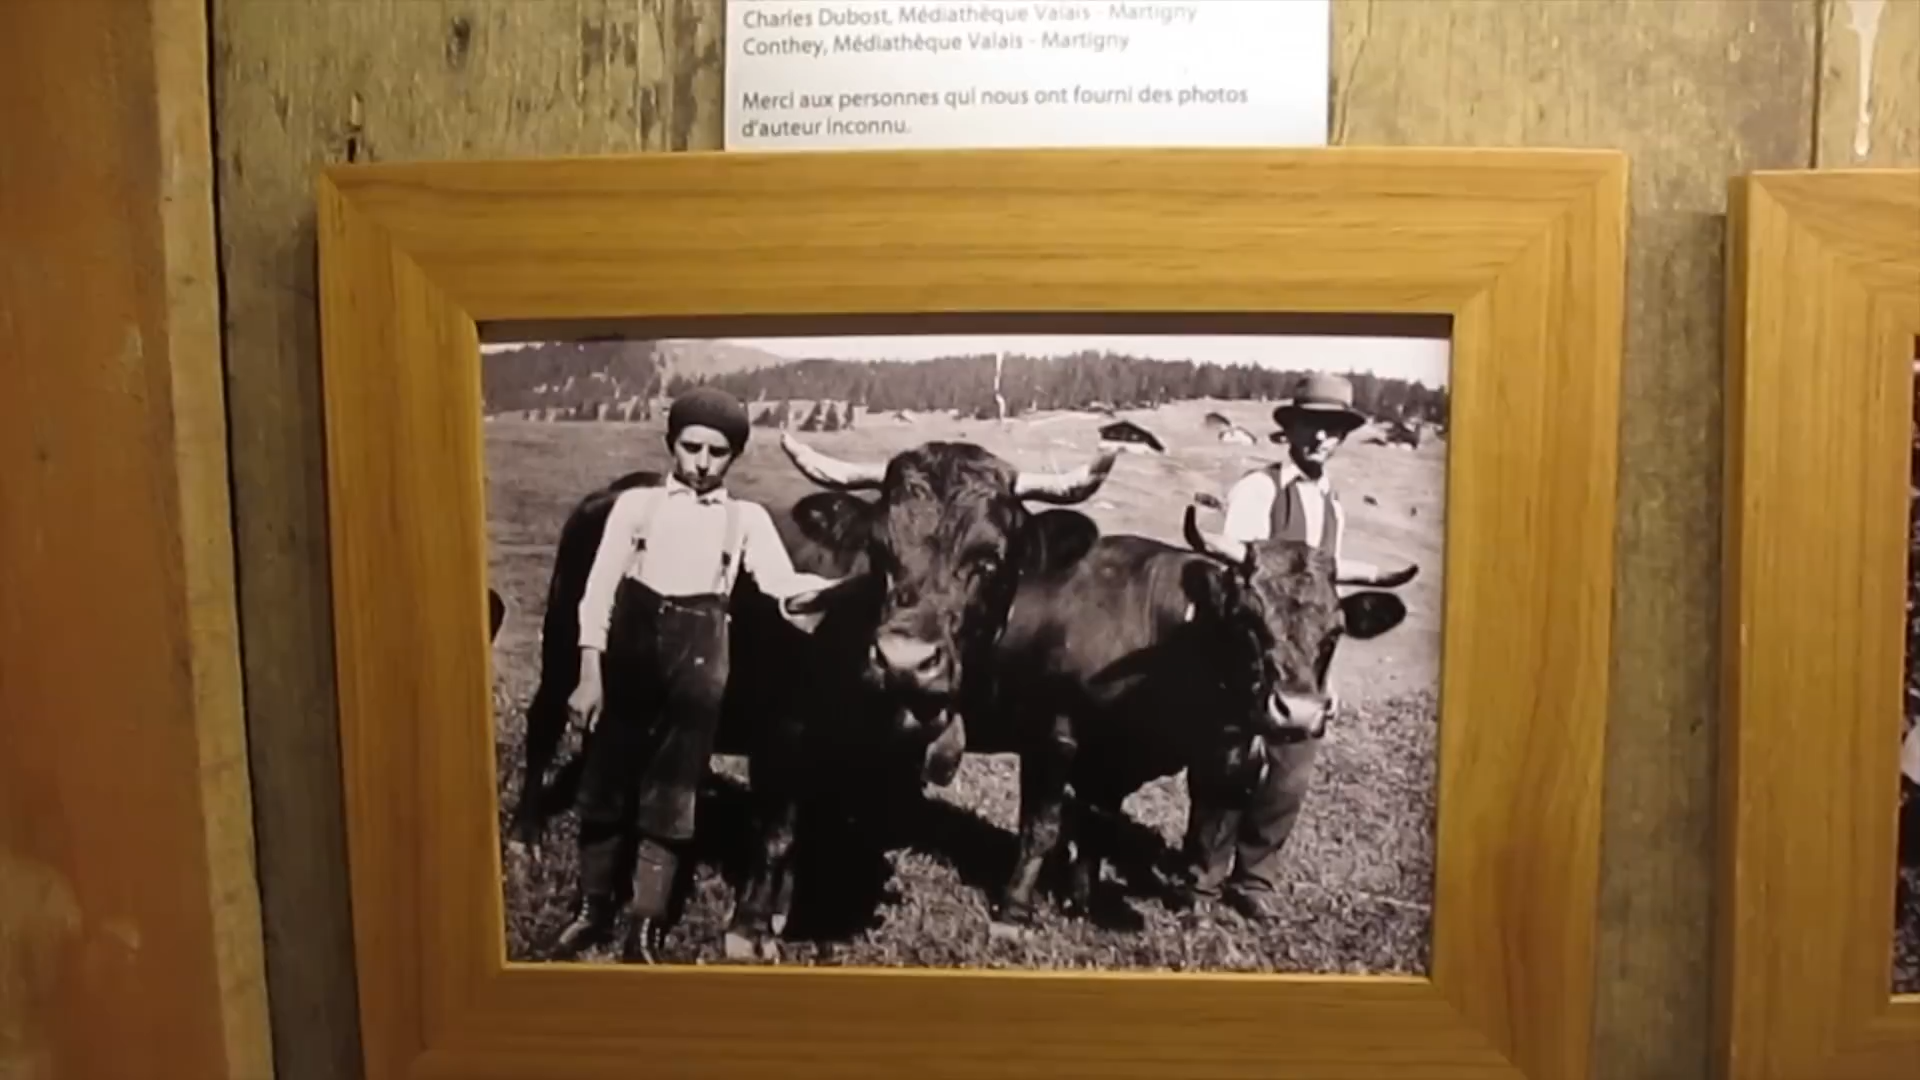 Charles Dubost, Médiathèque Valais - Martigny
Conthey, Médiathèque Valais - Martigny
Merci aux personnes qui nous ont fourni des photos
d'auteur inconnu.